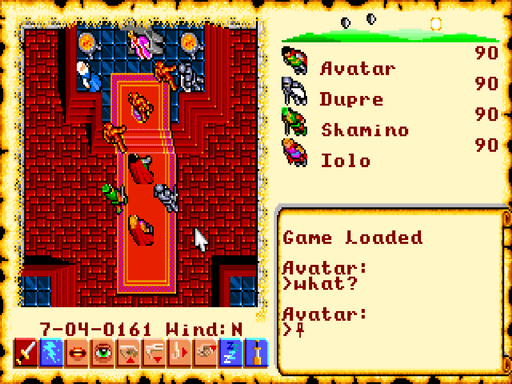 90
Avatar
90
Dupre
90
Shamino
90
Iolo
Game Loaded
Avatar:
>what?
Avatar:
>
7-04-0161 Wind:N
Z
Z